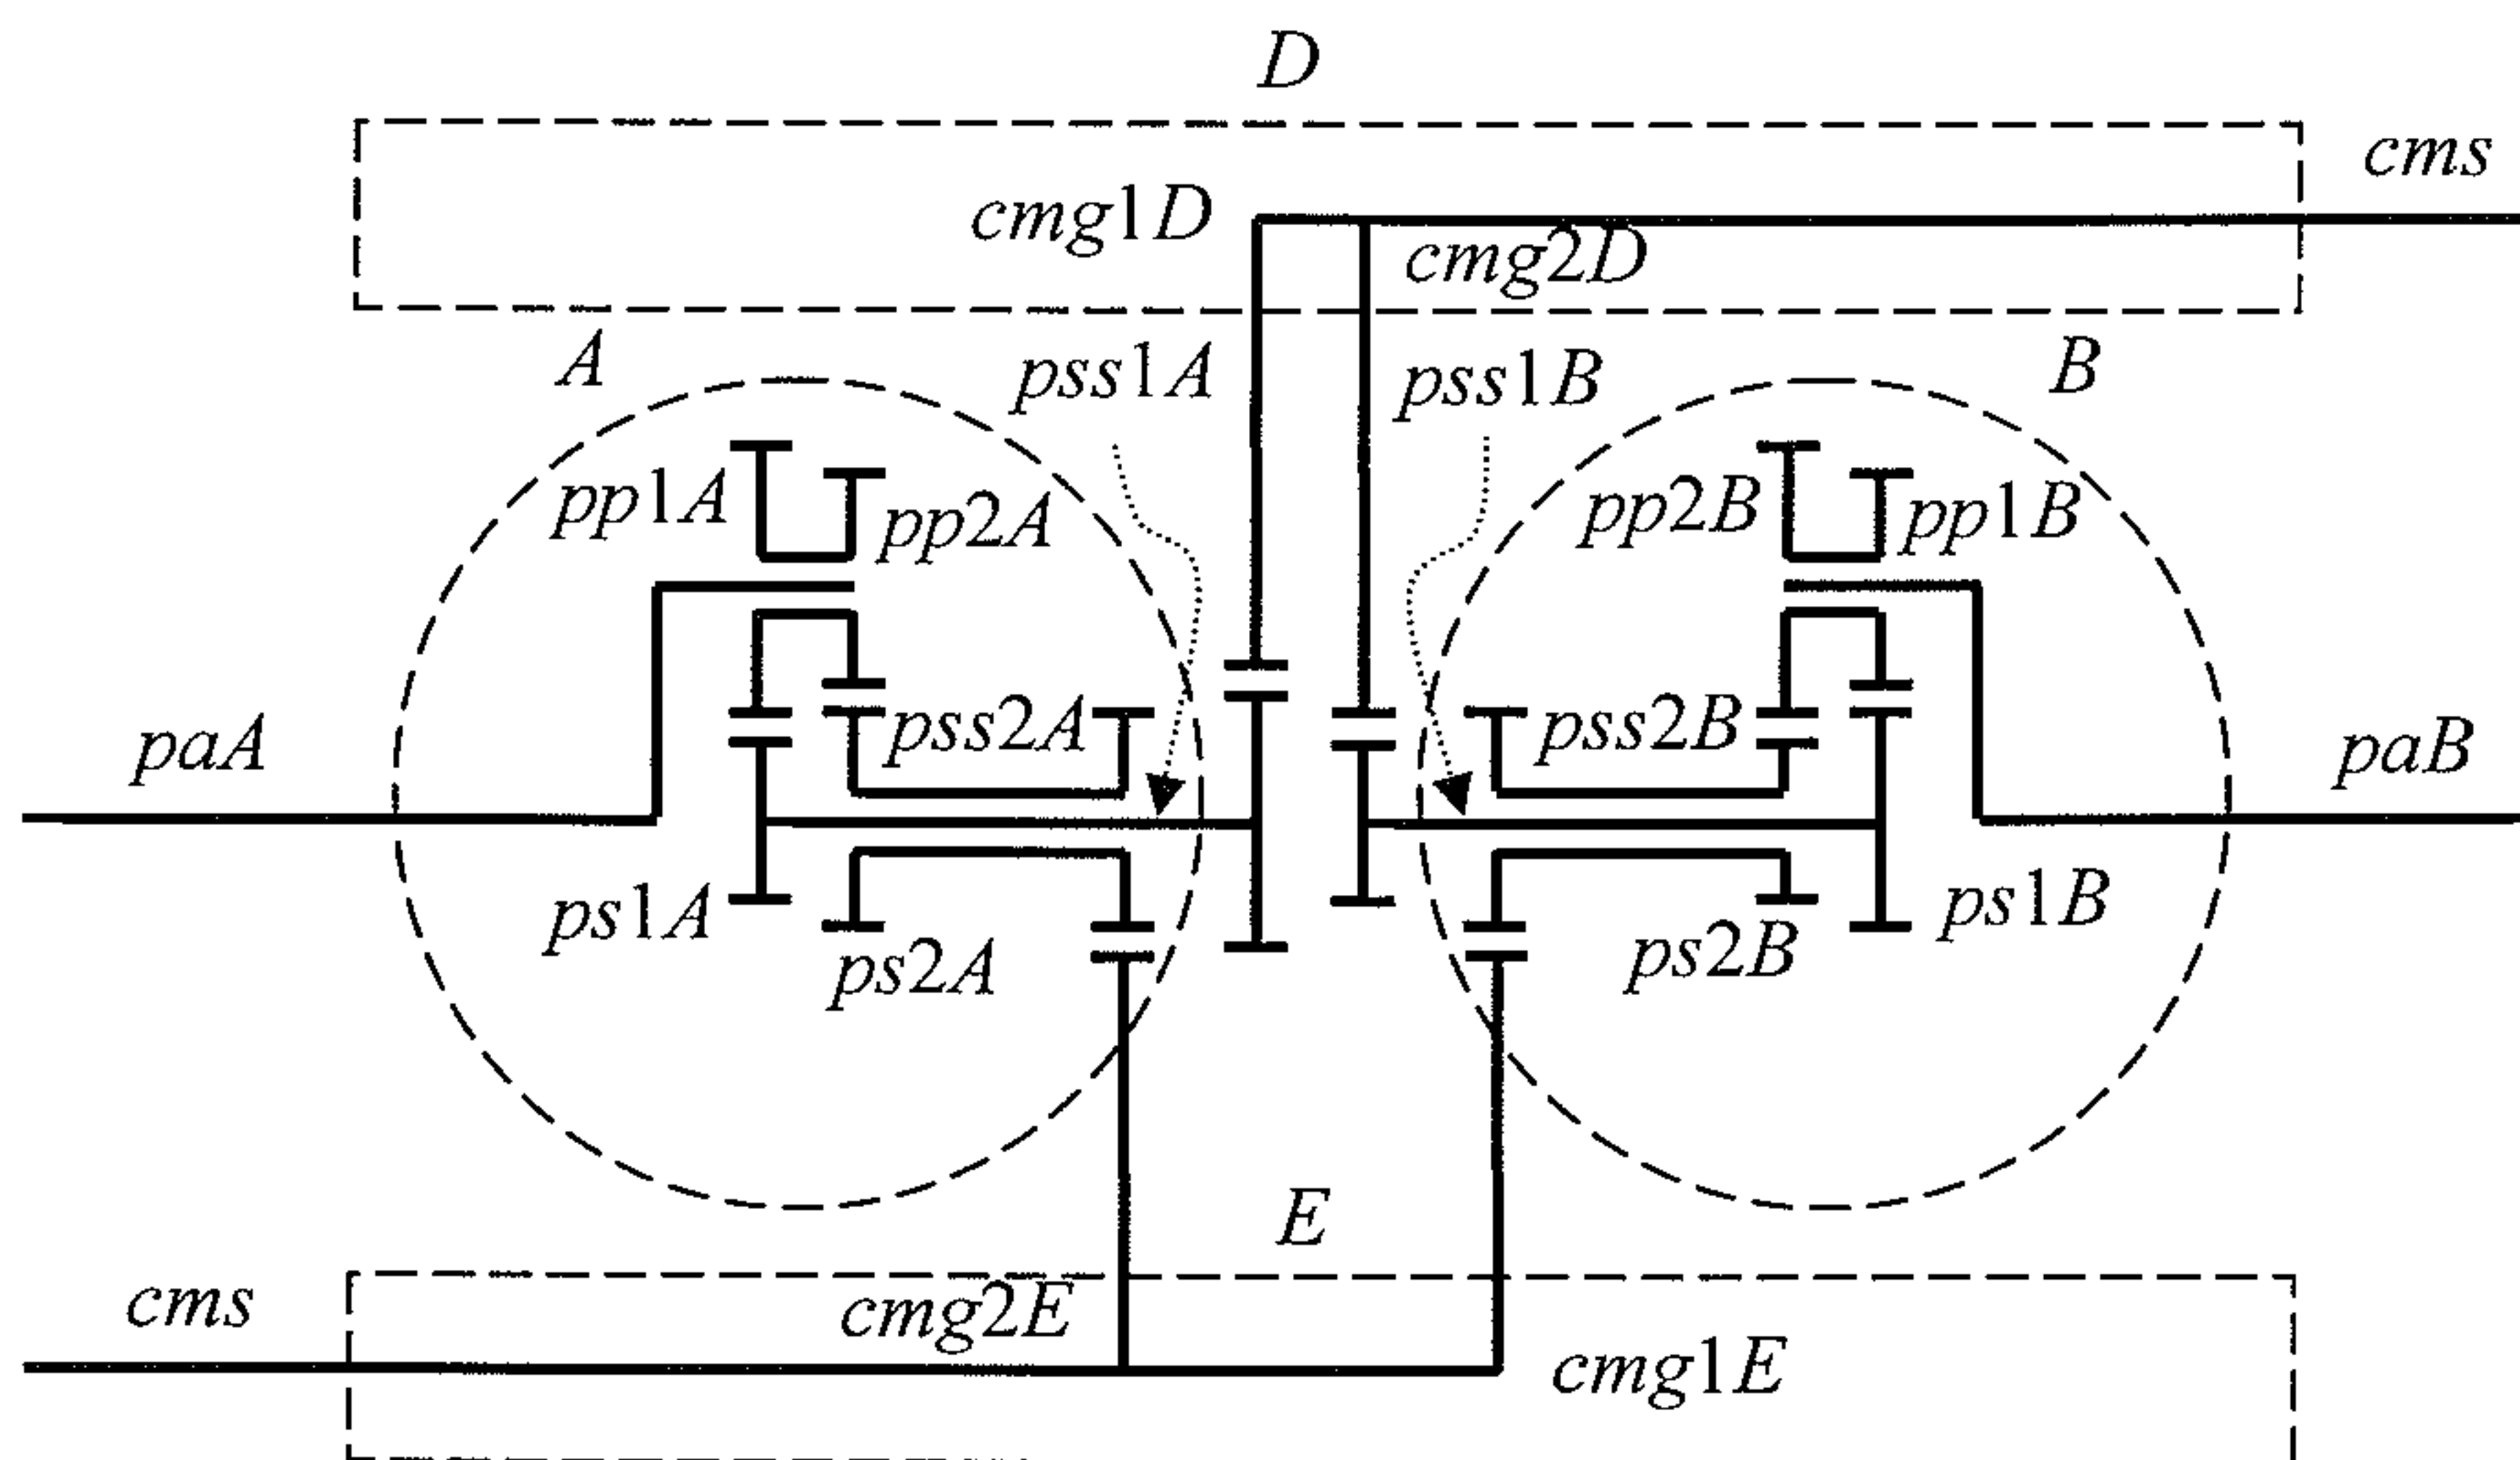 D
cms
cmg1D
cmg2D
A
pss1A
pss1B
B
pp1A
pp2A
pp2B
pp1B
paA
pss2A
pss2B
paB
ps1A
ps2A
ps2B
ps1B
E
cms
cmg2E
cmg1E